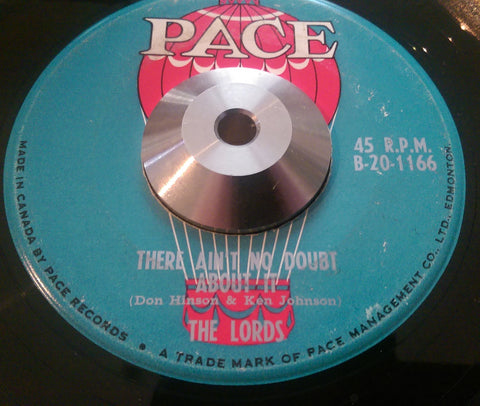 PACE
45 R.P.M.
B-20-1166
THERE AIN'T NO DOUBT
ABOUT IT
(Don Hinson & Ken Johnson)
THE LORDS
MADE IN CANADA BY PACE RECORDS. • A TRADE MARK OF PACE MANAGEMENT CO., LTD., EDMONTON.